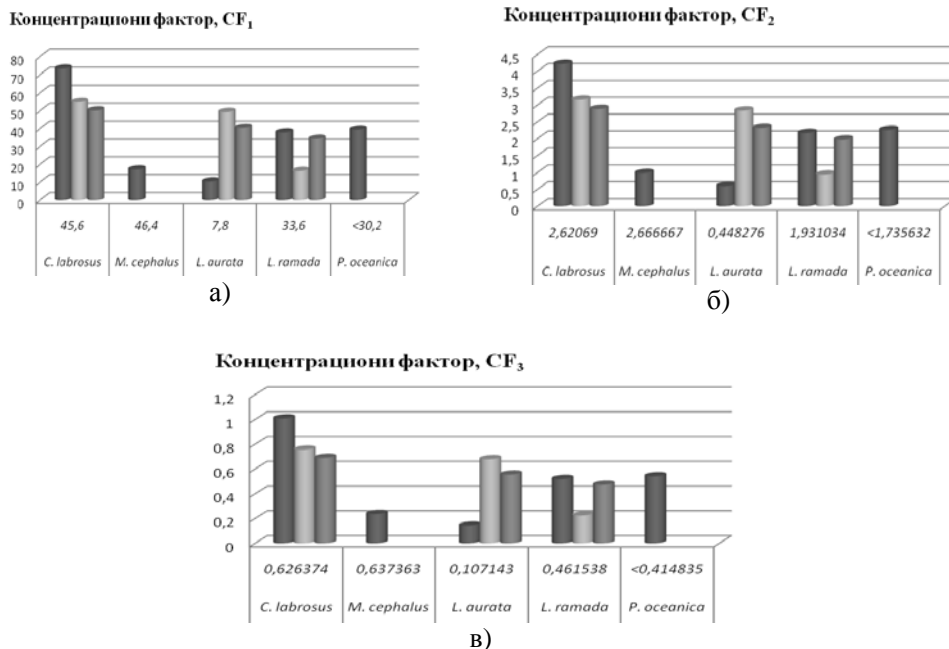 Концентрациони фактор, CF₁
80
70
60
50
40
30
20
10
0
45,6 46,4 7,8 33,6 <30,2
C. labrosus M. cephalus L. aurata L. ramada P. oceanica
а)
Концентрациони фактор, CF₂
4,5
4
3,5
3
2,5
2
1,5
1
0,5
0
2,62069 2,666667 0,448276 1,931034 <1,735632
C. labrosus M. cephalus L. aurata L. ramada P. oceanica
б)
Концентрациони фактор, CF₃
1,2
1
0,8
0,6
0,4
0,2
0
0,626374 0,637363 0,107143 0,461538 <0,414835
C. labrosus M. cephalus L. aurata L. ramada P. oceanica
в)